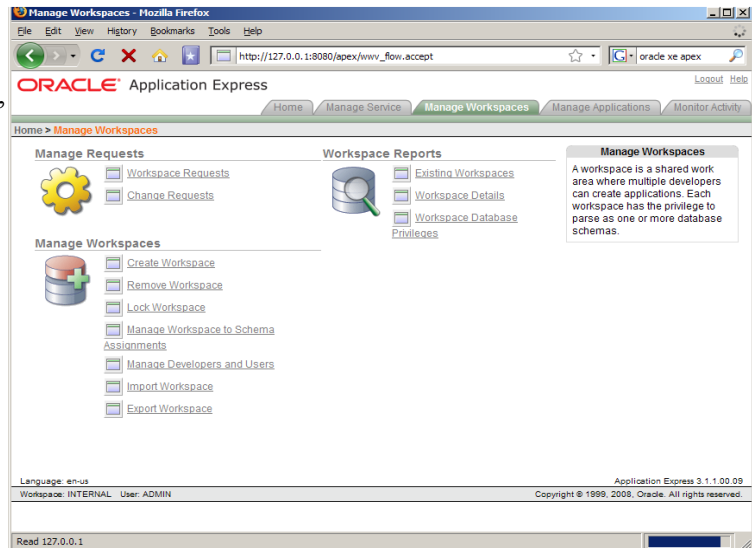 Manage Workspaces - Mozilla Firefox
File Edit View History Bookmarks Tools Help
http://127.0.0.1:8080/apex/wwv_flow.accept
oracle xe apex
ORACLE Application Express
Logout Help
Home Manage Service Manage Workspaces Manage Applications Monitor Activity
Home > Manage Workspaces
Manage Requests
Workspace Requests
Change Requests
Manage Workspaces
Create Workspace
Remove Workspace
Lock Workspace
Manage Workspace to Schema
Assignments
Manage Developers and Users
Import Workspace
Export Workspace
Workspace Reports
Existing Workspaces
Workspace Details
Workspace Database
Privileges
Manage Workspaces
A workspace is a shared work
area where multiple developers
can create applications. Each
workspace has the privilege to
parse as one or more database
schemas.
Language: en-us
Application Express 3.1.1.00.09
Workspace: INTERNAL User: ADMIN
Copyright © 1999, 2008, Oracle. All rights reserved.
Read 127.0.0.1